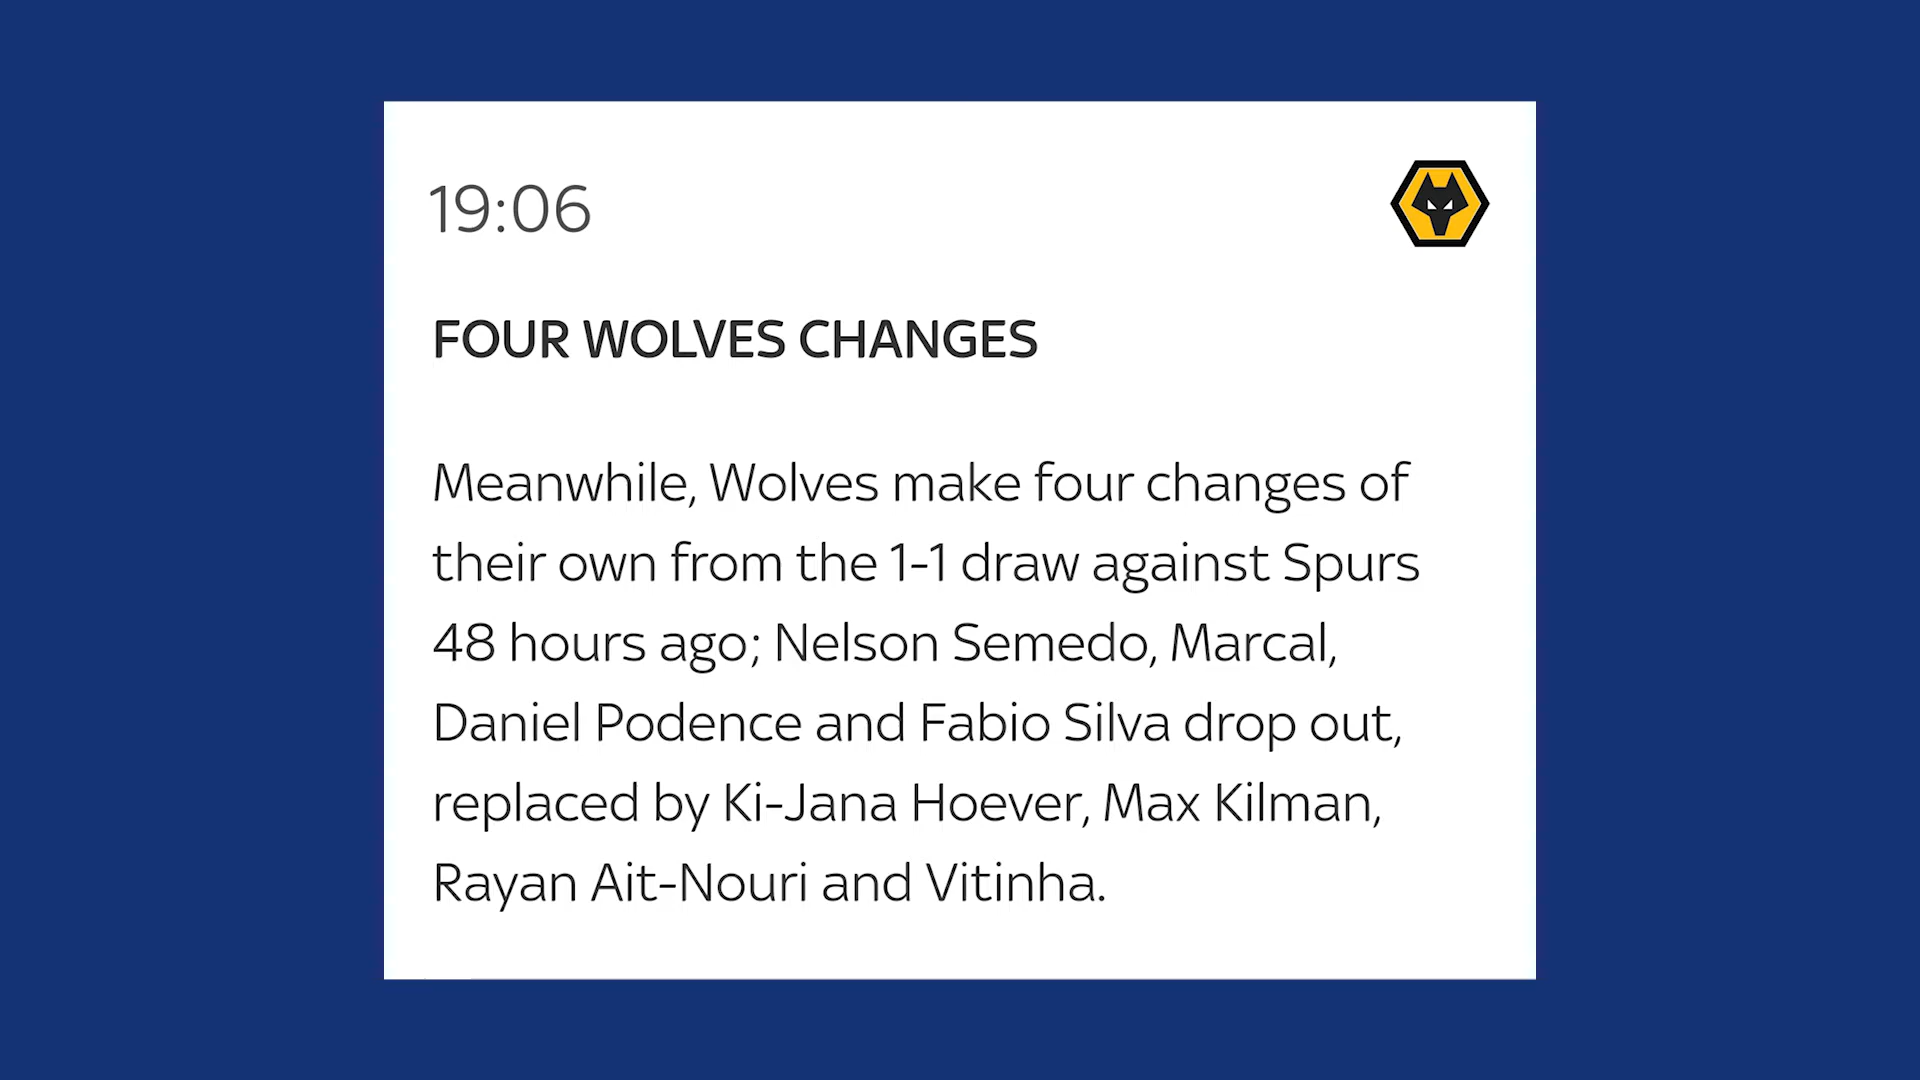 19:06
FOUR WOLVES CHANGES
Meanwhile, Wolves make four changes of
their own from the 1-1 draw against Spurs
48 hours ago; Nelson Semedo, Marcal,
Daniel Podence and Fabio Silva drop out,
replaced by Ki-Jana Hoever, Max Kilman,
Rayan Ait-Nouri and Vitinha.